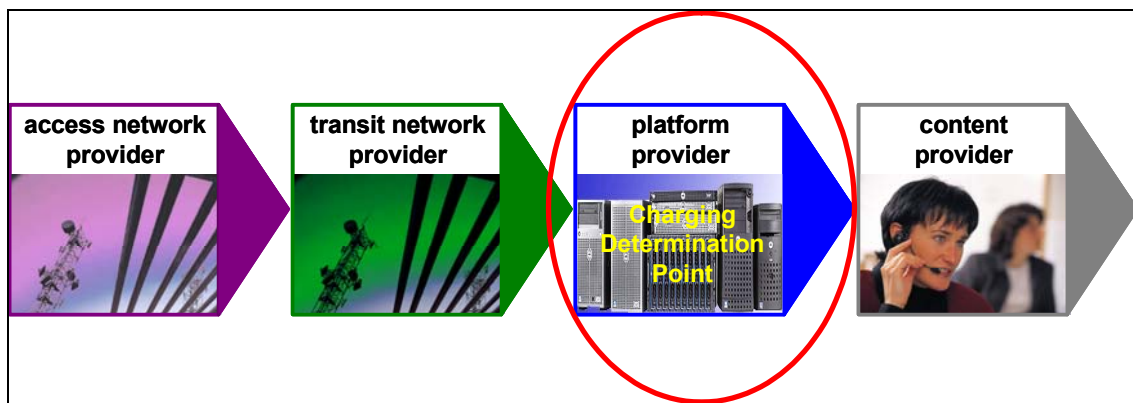 access network
provider
transit network
provider
platform
provider
Charging
Determination
Point
content
provider